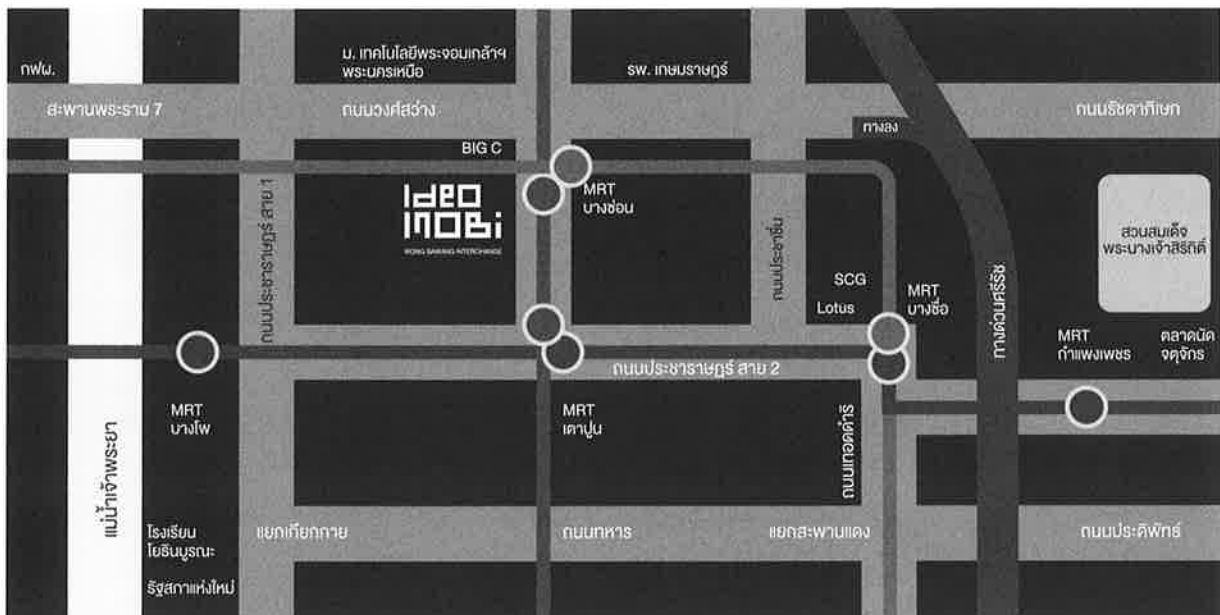 กฟผ.
ม. เทคโนโลยีพระจอมเกล้าฯ
พระนครเหนือ
รพ. เกษมราษฎร์
สะพานพระราม 7
ถนนวงศ์สว่าง
ถนนรัชดาภิเษก
ทางลง
BIG C
ideo
mobi
WONG SAWANG INTERCHANGE
MRT
บางซ่อน
ถนนประชาราษฎร์ สาย 1
ถนนประชาชื่น
สวนสมเด็จ
พระนางเจ้าสิริกิติ์
SCG
Lotus
MRT
บางซื่อ
ทางด่วนศรีรัช
MRT
กำแพงเพชร
ตลาดนัด
จตุจักร
ถนนประชาราษฎร์ สาย 2
MRT
บางโพ
MRT
เตาปูน
ถนนเทอดดำริ
แม่น้ำเจ้าพระยา
โรงเรียน
โยธินบูรณะ
รัฐสภาแห่งใหม่
แยกเกียกกาย
ถนนทหาร
แยกสะพานแดง
ถนนประดิพัทธ์